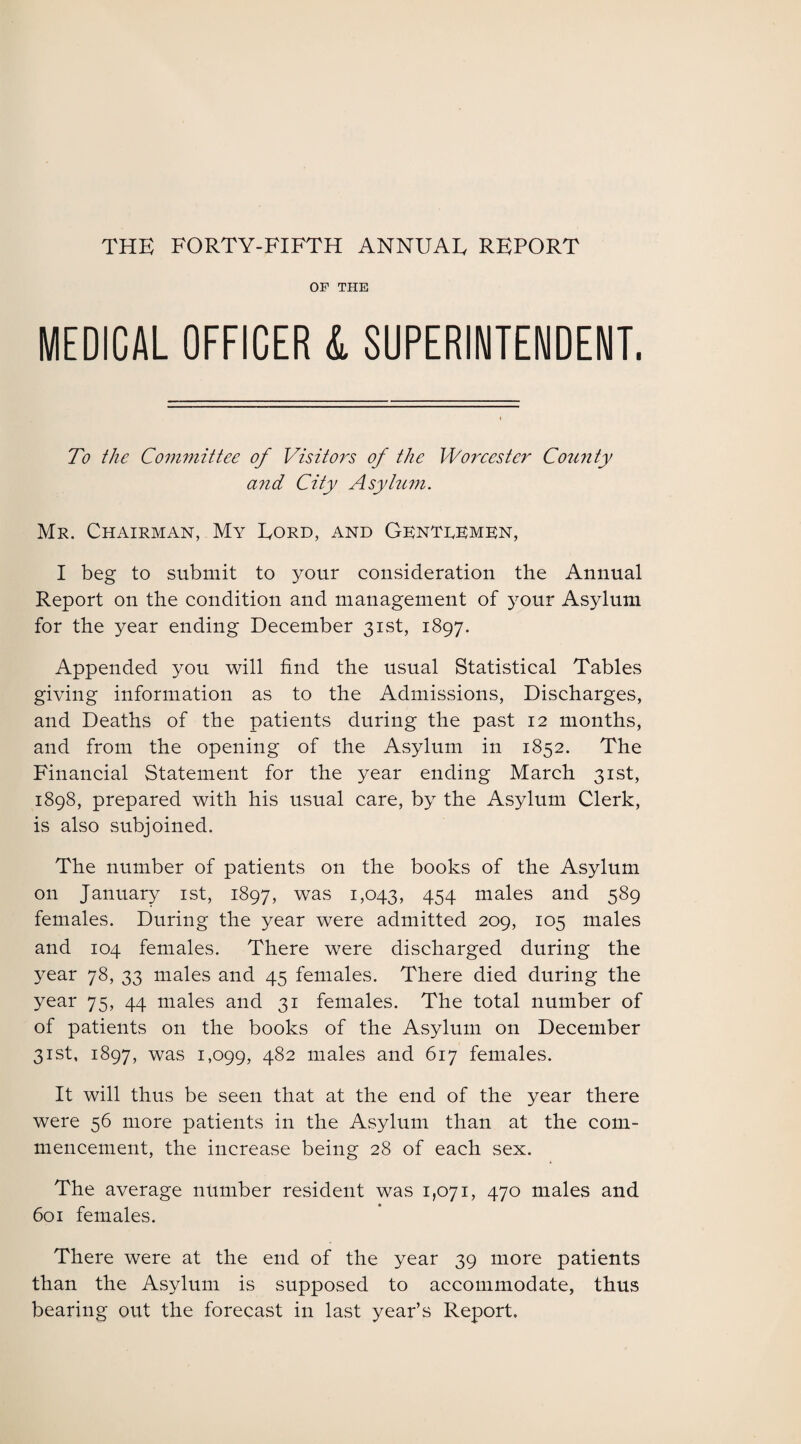 THE FORTY-FIFTH ANNUAL REPORT
OF THE
MEDICAL OFFICER & SUPERINTENDENT.
To the Committee of Visitors of the Worcester County
and City Asylum.
Mr. Chairman, My Lord, and Gentlemen,
I beg to submit to your consideration the Annual
Report on the condition and management of your Asylum
for the year ending December 31st, 1897.
Appended you will find the usual Statistical Tables
giving information as to the Admissions, Discharges,
and Deaths of the patients during the past 12 months,
and from the opening of the Asylum in 1852. The
Financial Statement for the year ending March 31st,
1898, prepared with his usual care, by the Asylum Clerk,
is also subjoined.
The number of patients on the books of the Asylum
on January 1st, 1897, was 1,043, 454 males and 589
females. During the year were admitted 209, 105 males
and 104 females. There were discharged during the
year 78, 33 males and 45 females. There died during the
year 75, 44 males and 31 females. The total number of
of patients on the books of the Asylum on December
31st, 1897, was 1,099, 482 males and 617 females.
It will thus be seen that at the end of the year there
were 56 more patients in the Asylum than at the com-
mencement, the increase being 28 of each sex.
The average number resident was 1,071, 470 males and
601 females.
There were at the end of the year 39 more patients
than the Asylum is supposed to accommodate, thus
bearing out the forecast in last year's Report.